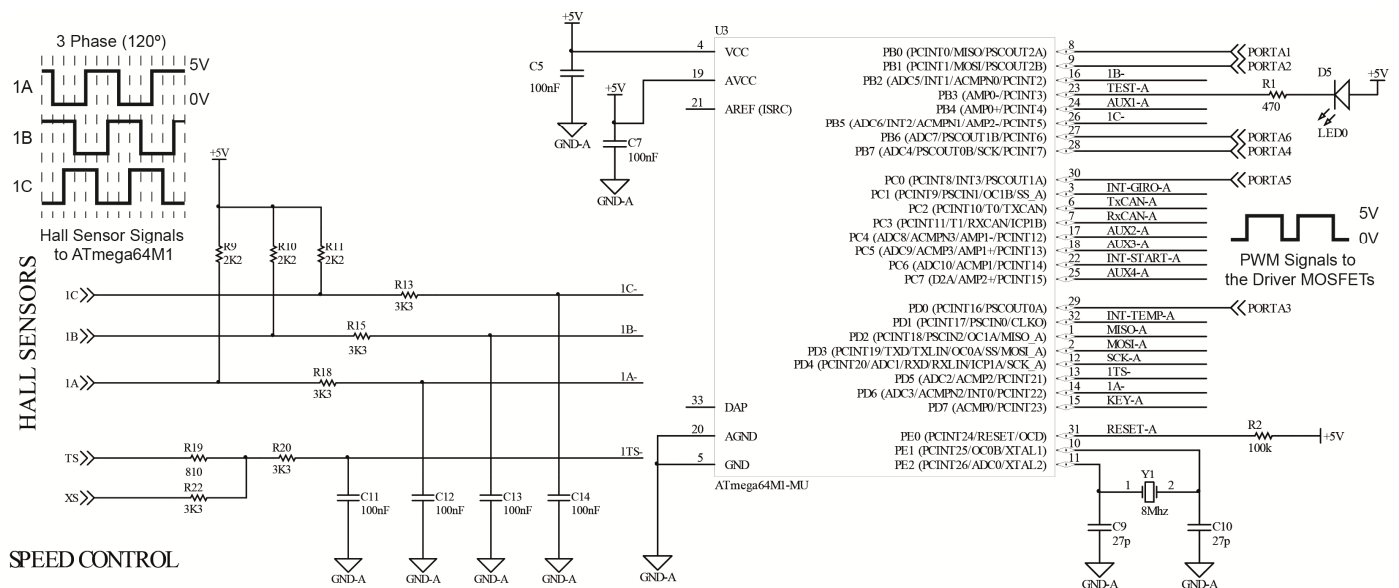 3 Phase (120º)
5V
1A
0V
1B
1C
Hall Sensor Signals
to ATmega64M1
HALL SENSORS
+5V
R9
2K2
R10
2K2
R11
2K2
1C
R13
3K3
1C-
1B
R15
3K3
1B-
1A
R18
3K3
1A-
TS
R19
810
R20
3K3
1TS-
XS
R22
3K3
C11
100nF
C12
100nF
C13
100nF
C14
100nF
GND-A
GND-A
GND-A
GND-A
SPEED CONTROL
+5V
C5
100nF
GND-A
+5V
C7
100nF
GND-A
U3
4 VCC
19 AVCC
21 AREF (ISRC)
33 DAP
20 AGND
5 GND
GND-A
ATmega64M1-MU
PB0 (PCINT0/MISO/PSCOUT2A) 8 PORTA1
PB1 (PCINT1/MOSI/PSCOUT2B) 9 PORTA2
PB2 (ADC5/INT1/ACMPN0/PCINT2) 16 1B-
PB3 (AMP0-/PCINT3) 23 TEST-A
PB4 (AMP0+/PCINT4) 24 AUX1-A
PB5 (ADC6/INT2/ACMPN1/AMP2-/PCINT5) 26 1C-
PB6 (ADC7/PSCOUT1B/PCINT6) 27 PORTA6
PB7 (ADC4/PSCOUT0B/SCK/PCINT7) 28 PORTA4
R1
470
D5
LED0
+5V
PC0 (PCINT8/INT3/PSCOUT1A) 30 PORTA5
PC1 (PCINT9/PSCIN1/OC1B/SS_A) 3 INT-GIRO-A
PC2 (PCINT10/T0/TXCAN) 6 TxCAN-A
PC3 (PCINT11/T1/RXCAN/ICP1B) 7 RxCAN-A
PC4 (ADC8/ACMPN3/AMP1-/PCINT12) 17 AUX2-A
PC5 (ADC9/ACMP3/AMP1+/PCINT13) 18 AUX3-A
PC6 (ADC10/ACMP1/PCINT14) 22 INT-START-A
PC7 (D2A/AMP2+/PCINT15) 25 AUX4-A
5V
0V
PWM Signals to
the Driver MOSFETs
PD0 (PCINT16/PSCOUT0A) 29 PORTA3
PD1 (PCINT17/PSCIN0/CLKO) 32 INT-TEMP-A
PD2 (PCINT18/PSCIN2/OC1A/MISO_A) 1 MISO-A
PD3 (PCINT19/TXD/TXLIN/OC0A/SS/MOSI_A) 2 MOSI-A
PD4 (PCINT20/ADC1/RXD/RXLIN/ICP1A/SCK_A) 12 SCK-A
PD5 (ADC2/ACMP2/PCINT21) 13 1TS-
PD6 (ADC3/ACMPN2/INT0/PCINT22) 14 1A-
PD7 (ACMP0/PCINT23) 15 KEY-A
PE0 (PCINT24/RESET/OCD) 31 RESET-A
PE1 (PCINT25/OC0B/XTAL1) 10
PE2 (PCINT26/ADC0/XTAL2) 11
R2
100k
+5V
Y1
1 2
8Mhz
C9
27p
C10
27p
GND-A
GND-A